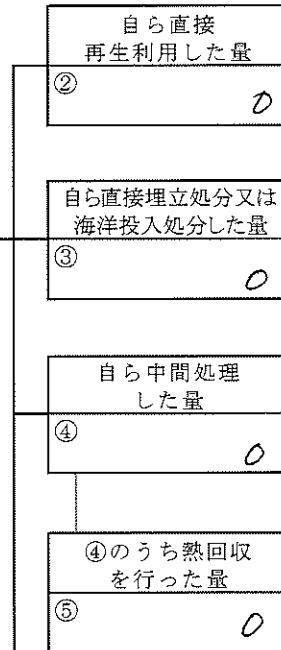 自ら直接
再生利用した量
②
0
自ら直接埋立処分又は
海洋投入処分した量
③
0
自ら中間処理
した量
④
0
④のうち熱回収
を行った量
⑤
0